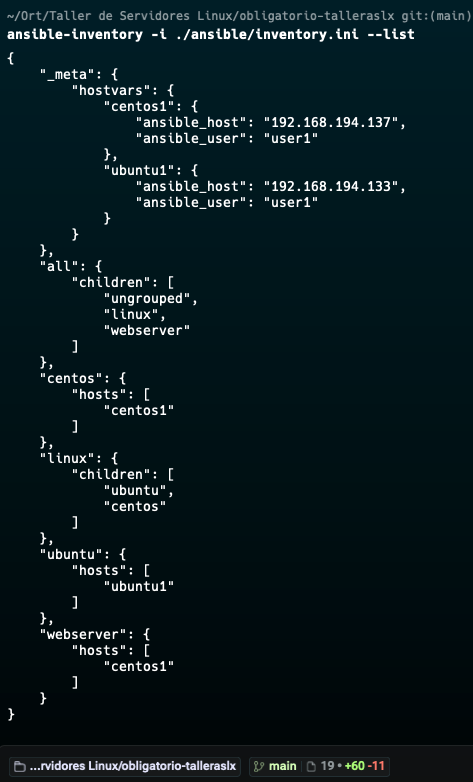 ~/Ort/Taller de Servidores Linux/obligatorio-talleraslx git:(main)
ansible-inventory -i ./ansible/inventory.ini --list
{
    "_meta": {
        "hostvars": {
            "centos1": {
                "ansible_host": "192.168.194.137",
                "ansible_user": "user1"
            },
            "ubuntu1": {
                "ansible_host": "192.168.194.133",
                "ansible_user": "user1"
            }
        }
    },
    "all": {
        "children": [
            "ungrouped",
            "linux",
            "webserver"
        ]
    },
    "centos": {
        "hosts": [
            "centos1"
        ]
    },
    "linux": {
        "children": [
            "ubuntu",
            "centos"
        ]
    },
    "ubuntu": {
        "hosts": [
            "ubuntu1"
        ]
    },
    "webserver": {
        "hosts": [
            "centos1"
        ]
    }
}
...rvidores Linux/obligatorio-talleraslx main 19 • +60 -11